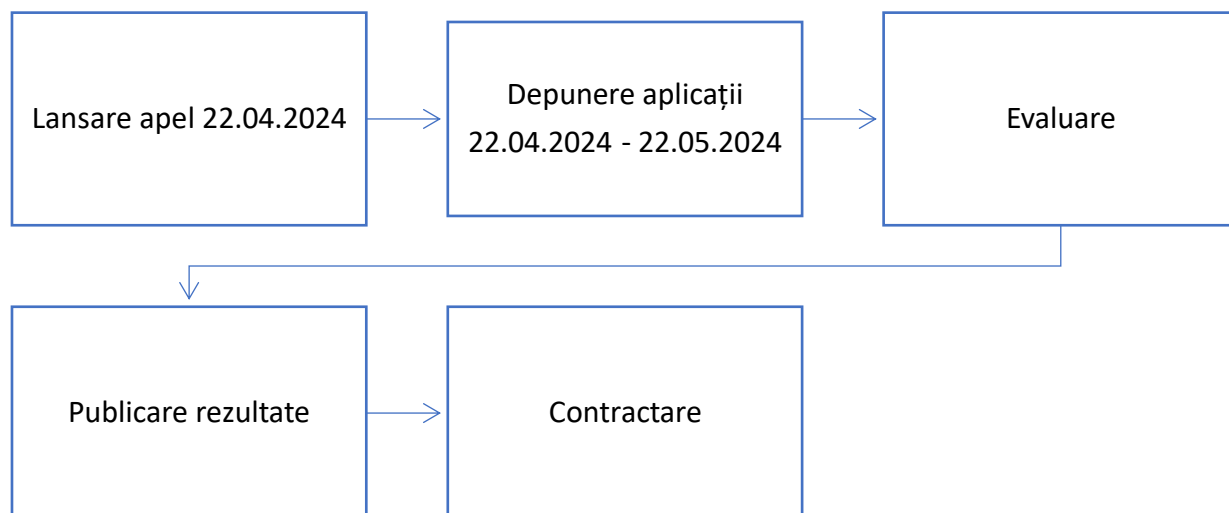 Lansare apel 22.04.2024
Depunere aplicații
22.04.2024 - 22.05.2024
Evaluare
Publicare rezultate
Contractare